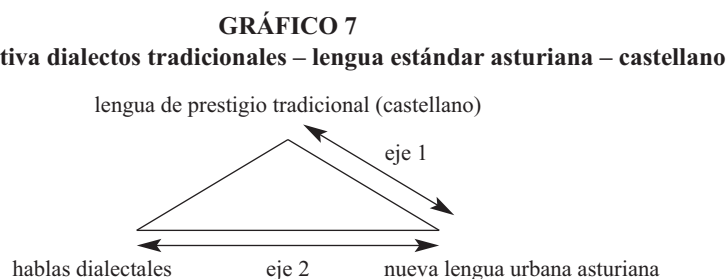 GRÁFICO 7
tiva dialectos tradicionales – lengua estándar asturiana – castellano
lengua de prestigio tradicional (castellano)
eje 1
hablas dialectales eje 2 nueva lengua urbana asturiana